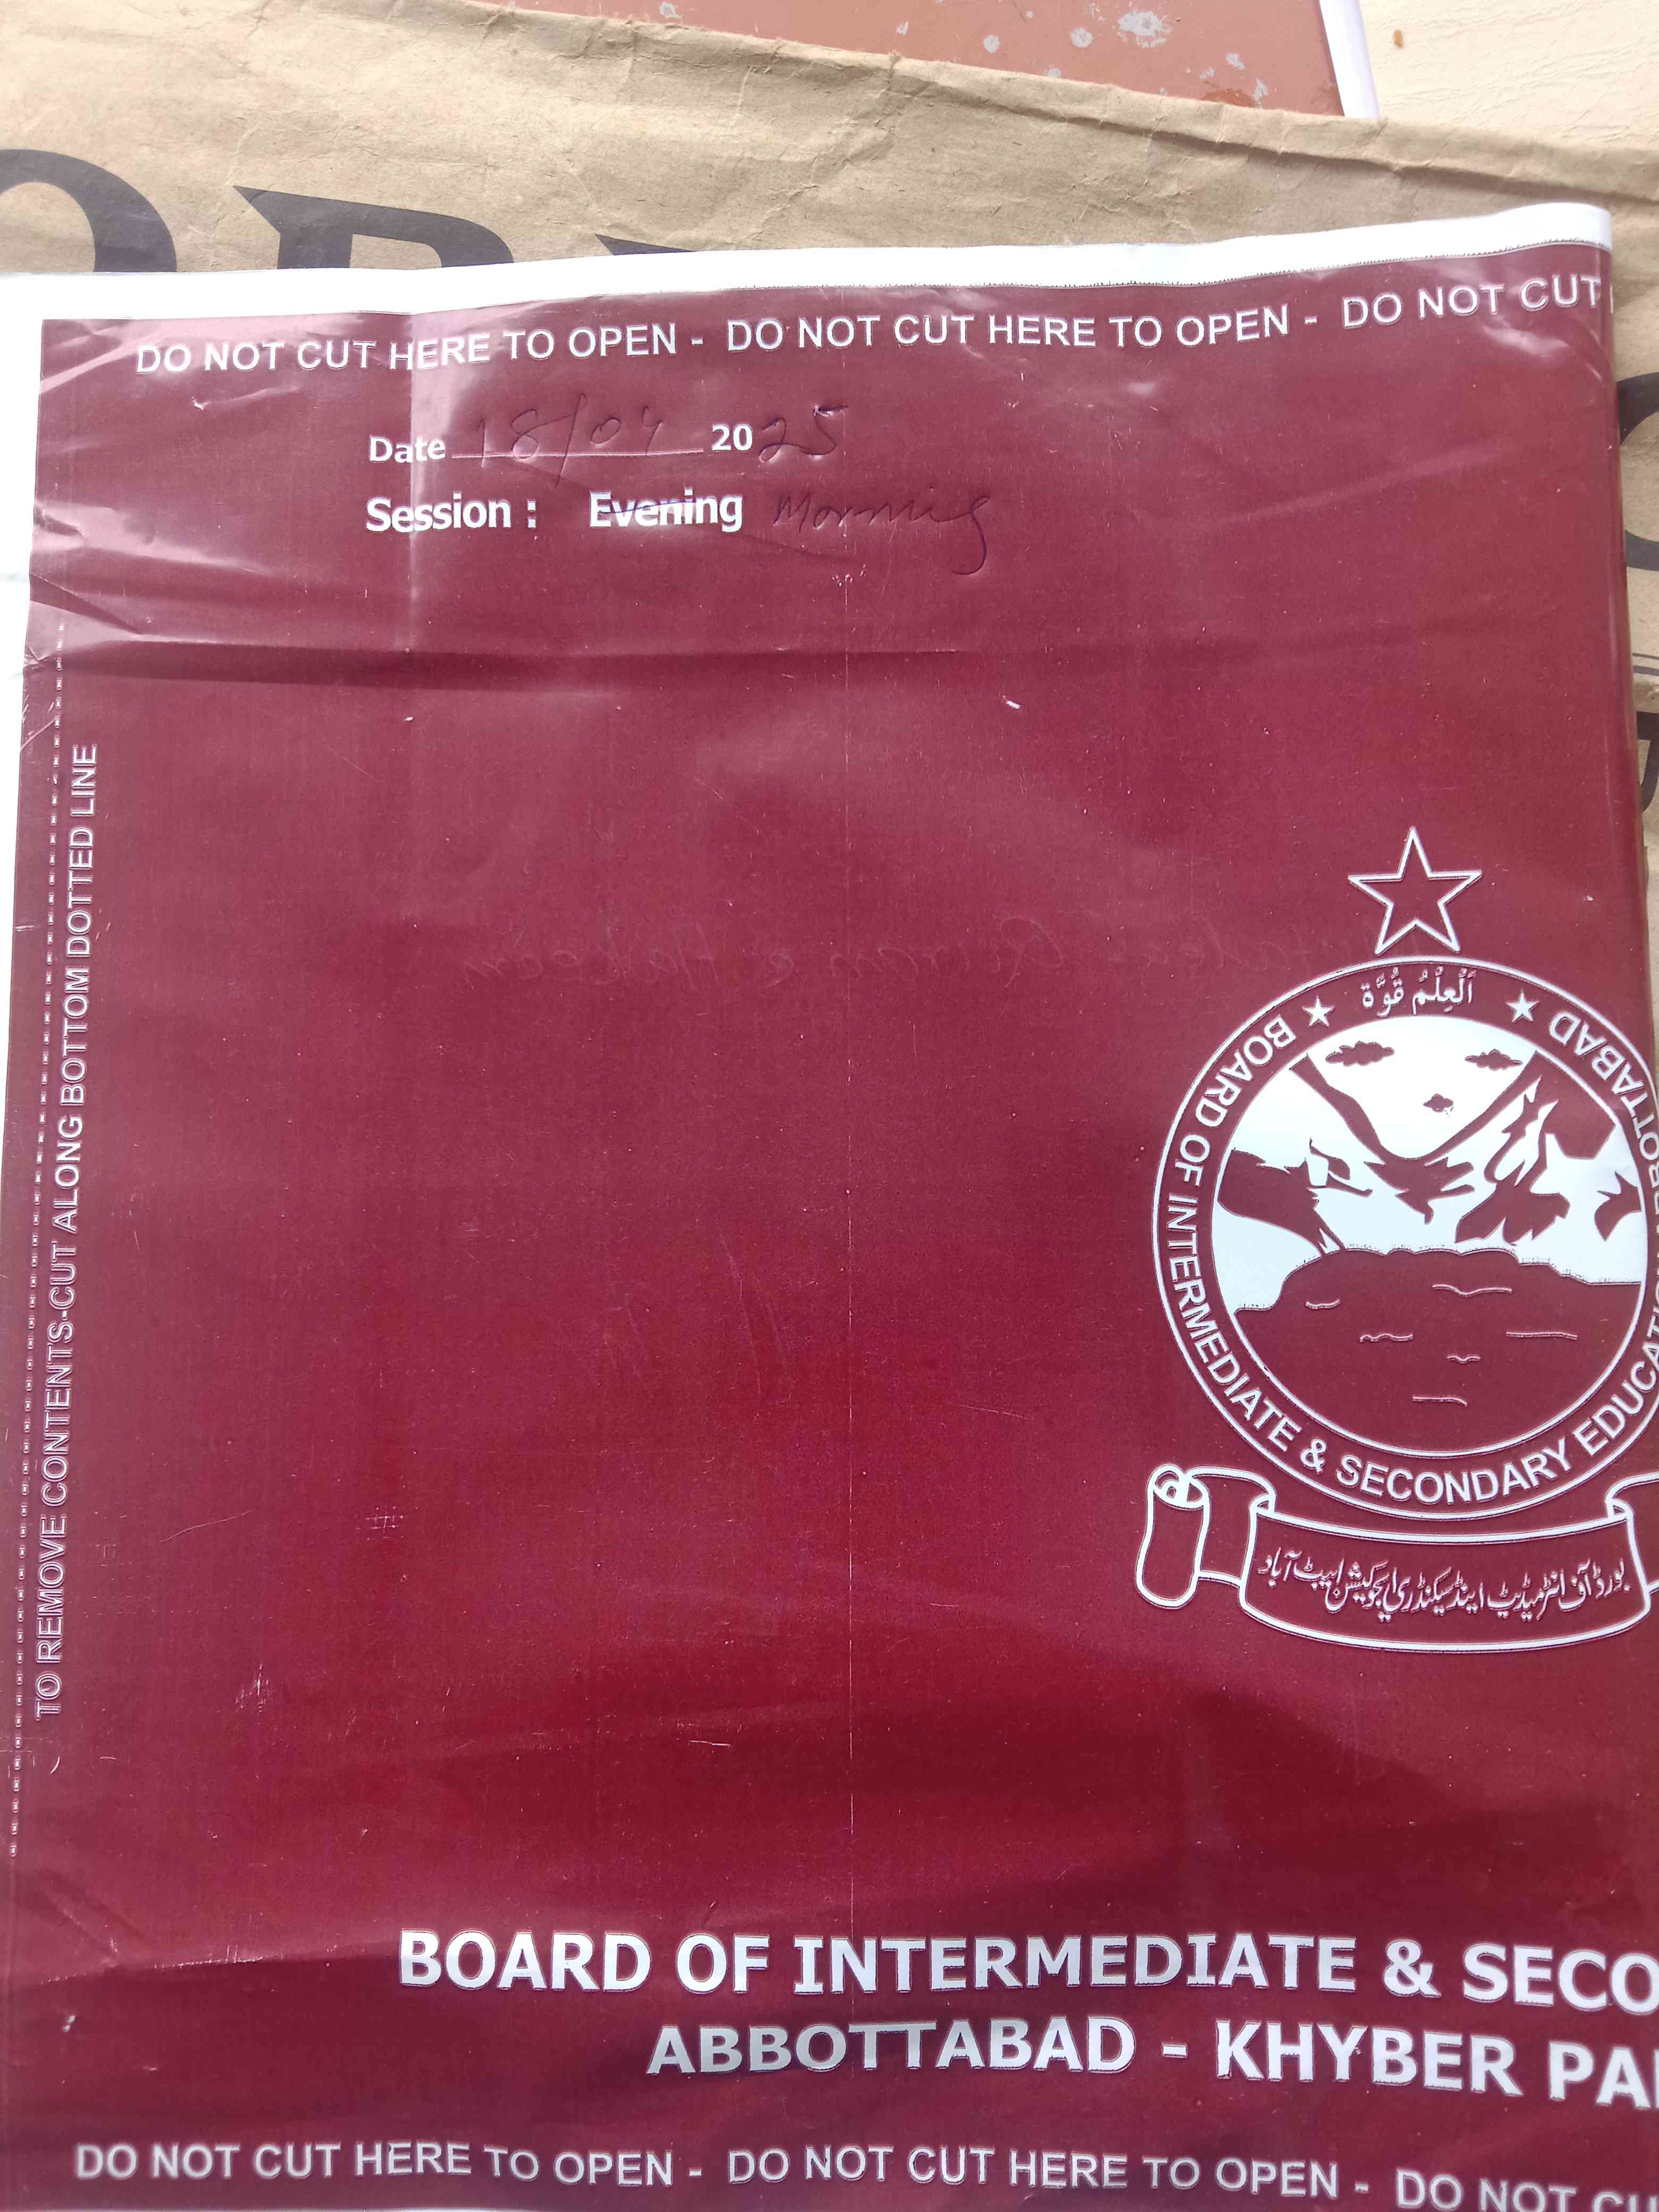 DO NOT CUT HERE TO OPEN - DO NOT CUT HERE TO OPEN - DO NOT CUT
Date 18/04 2025
Session : Evening Morning
TO REMOVE CONTENTS-CUT ALONG BOTTOM DOTTED LINE
اَلْعِلْمُ قُوَّة
BOARD OF INTERMEDIATE & SECONDARY EDUCATION ABBOTTABAD
بورڈ آف انٹرمیڈیٹ اینڈ سیکنڈری ایجوکیشن ایبٹ آباد
BOARD OF INTERMEDIATE & SECO
ABBOTTABAD - KHYBER PA
DO NOT CUT HERE TO OPEN - DO NOT CUT HERE TO OPEN - DO NOT CU